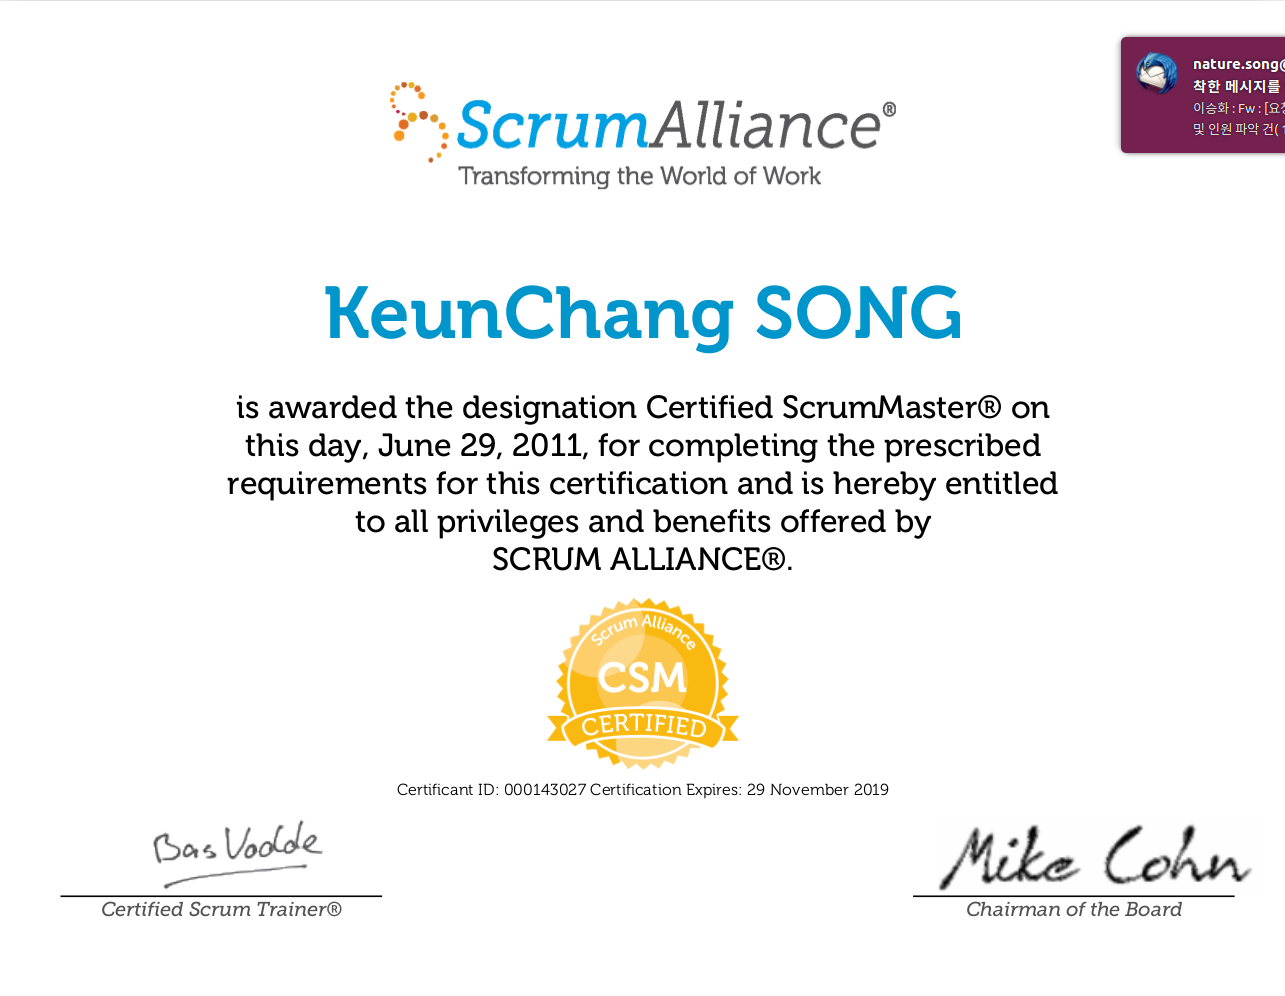 ScrumAlliance®
Transforming the World of Work
nature.song@
착한 메시지를
이승화 : Fw : [요청
및 인원 파악 건(
KeunChang SONG
is awarded the designation Certified ScrumMaster® on
this day, June 29, 2011, for completing the prescribed
requirements for this certification and is hereby entitled
to all privileges and benefits offered by
SCRUM ALLIANCE®.
Scrum Alliance
CSM
CERTIFIED
Certificant ID: 000143027 Certification Expires: 29 November 2019
Bas Vodde
Mike Cohn
Certified Scrum Trainer®
Chairman of the Board